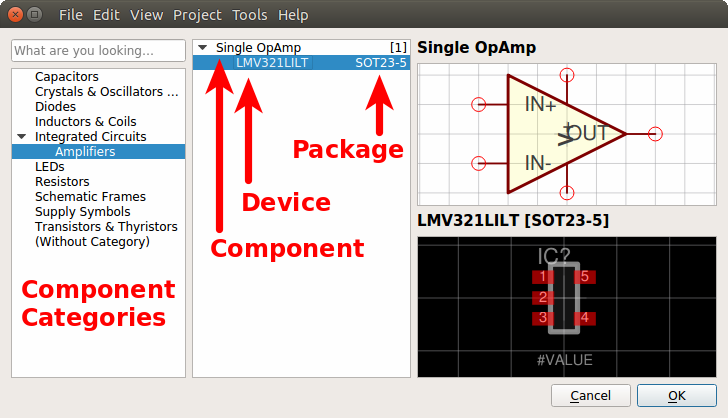 File Edit View Project Tools Help
What are you looking...
Capacitors
Crystals & Oscillators ...
Diodes
Inductors & Coils
Integrated Circuits
Amplifiers
LEDs
Resistors
Schematic Frames
Supply Symbols
Transistors & Thyristors
(Without Category)
Component
Categories
Single OpAmp [1]
LMV321LILT SOT23-5
Package
Device
Component
Single OpAmp
IN+
V+
OUT
IN-
LMV321LILT [SOT23-5]
IC?
1 5
2
3 4
#VALUE
Cancel OK